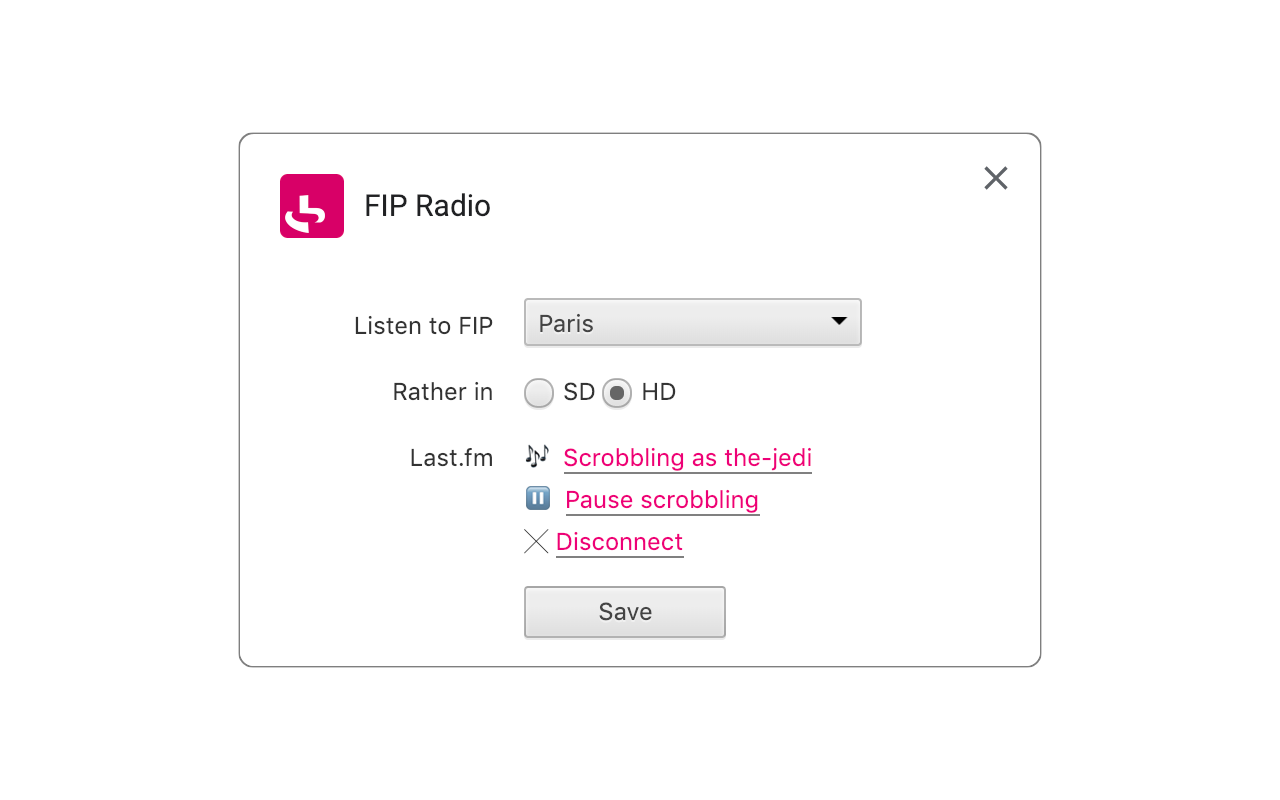 FIP Radio
Listen to FIP Paris
Rather in SD HD
Last.fm Scrobbling as the-jedi
Pause scrobbling
Disconnect
Save